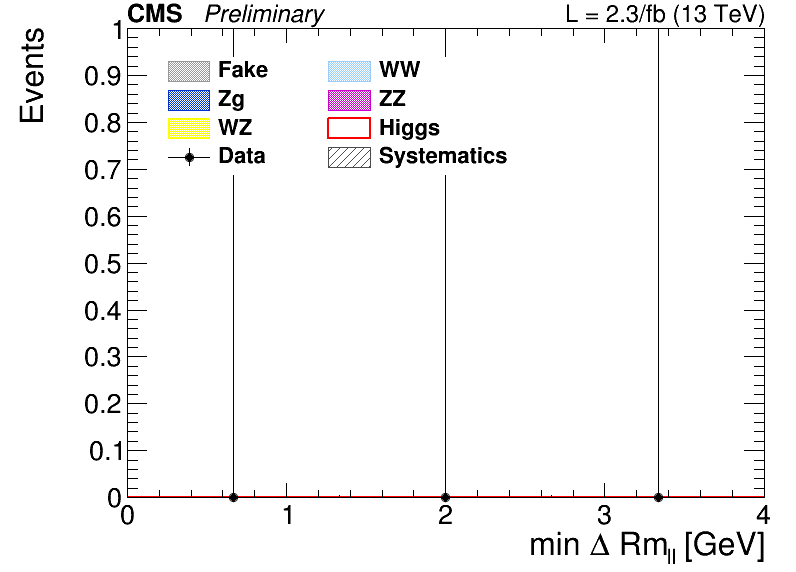 CMS Preliminary L = 2.3/fb (13 TeV)
Events
1
0.9
0.8
0.7
0.6
0.5
0.4
0.3
0.2
0.1
0
Fake WW
Zg ZZ
WZ Higgs
Data Systematics
0 1 2 3 4
min Δ Rm_ll [GeV]